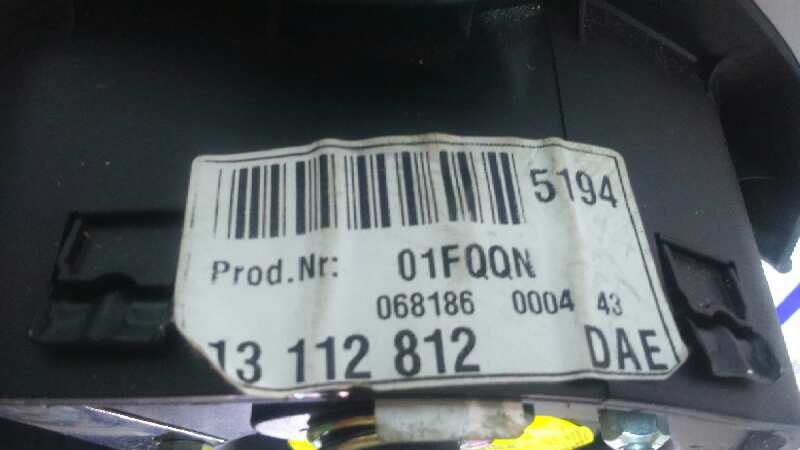 5194
Prod.Nr: 01FQQN
068186 0004 43
13 112 812 DAE